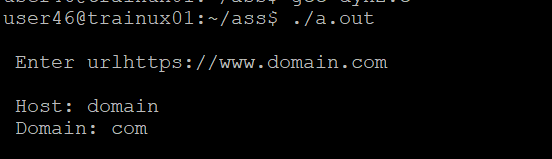 user46@trainux01:~/ass$ ./a.out
Enter urlhttps://www.domain.com
Host: domain
Domain: com